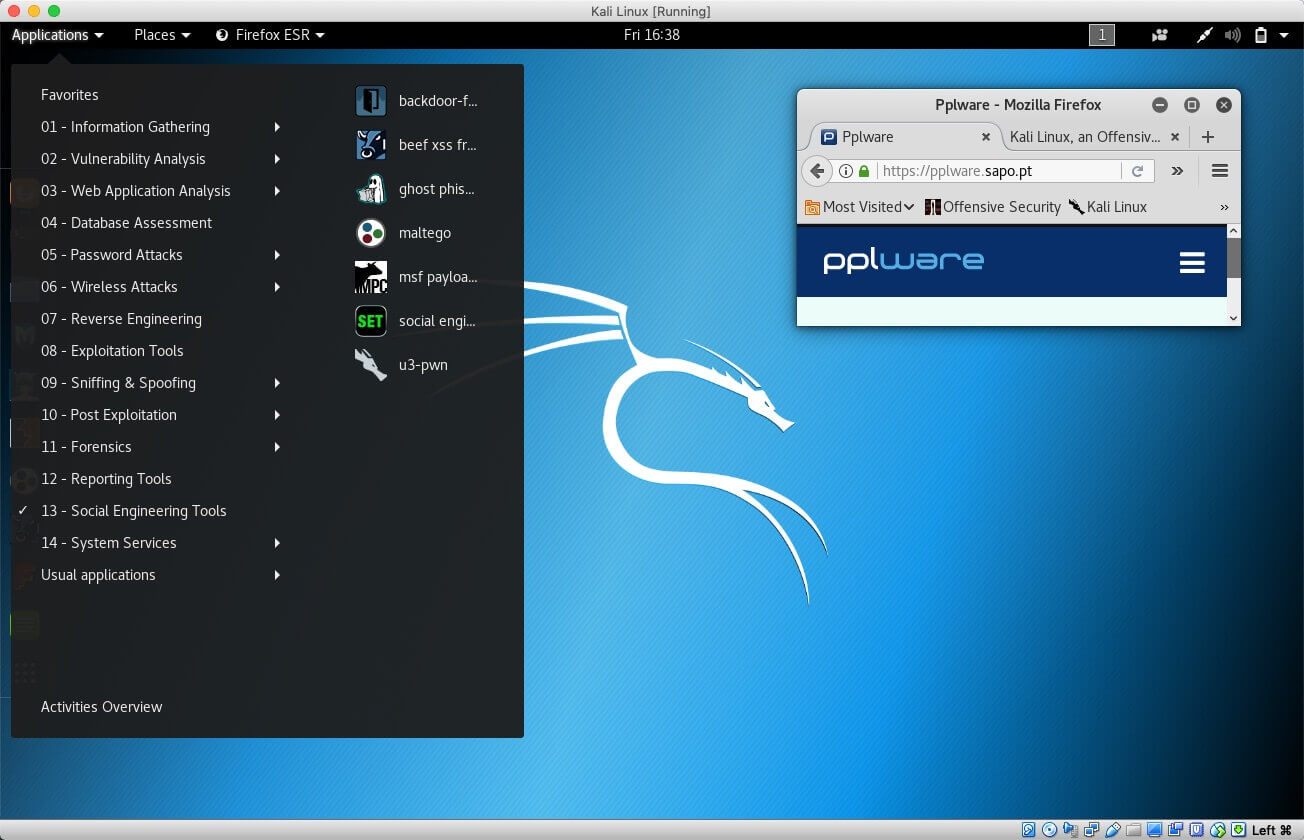 Kali Linux [Running]
Applications Places Firefox ESR Fri 16:38 1
Favorites
01 - Information Gathering
02 - Vulnerability Analysis
03 - Web Application Analysis
04 - Database Assessment
05 - Password Attacks
06 - Wireless Attacks
07 - Reverse Engineering
08 - Exploitation Tools
09 - Sniffing & Spoofing
10 - Post Exploitation
11 - Forensics
12 - Reporting Tools
✓ 13 - Social Engineering Tools
14 - System Services
Usual applications
Activities Overview
backdoor-f...
beef xss fr...
ghost phis...
maltego
MPC msf payloa...
SET social engi...
u3-pwn
Pplware - Mozilla Firefox
Pplware Kali Linux, an Offensiv...
https://pplware.sapo.pt
Most Visited Offensive Security Kali Linux »
pplware
Left ⌘